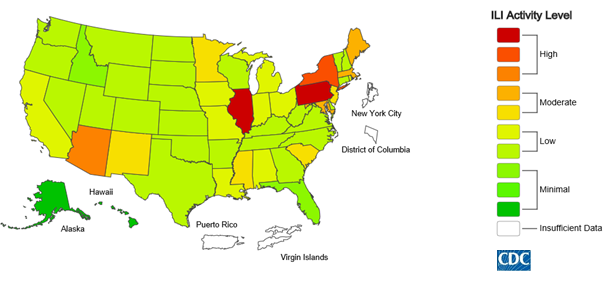 ILI Activity Level
High
Moderate
Low
Minimal
Insufficient Data
New York City
District of Columbia
Hawaii
Alaska
Puerto Rico
Virgin Islands
CDC